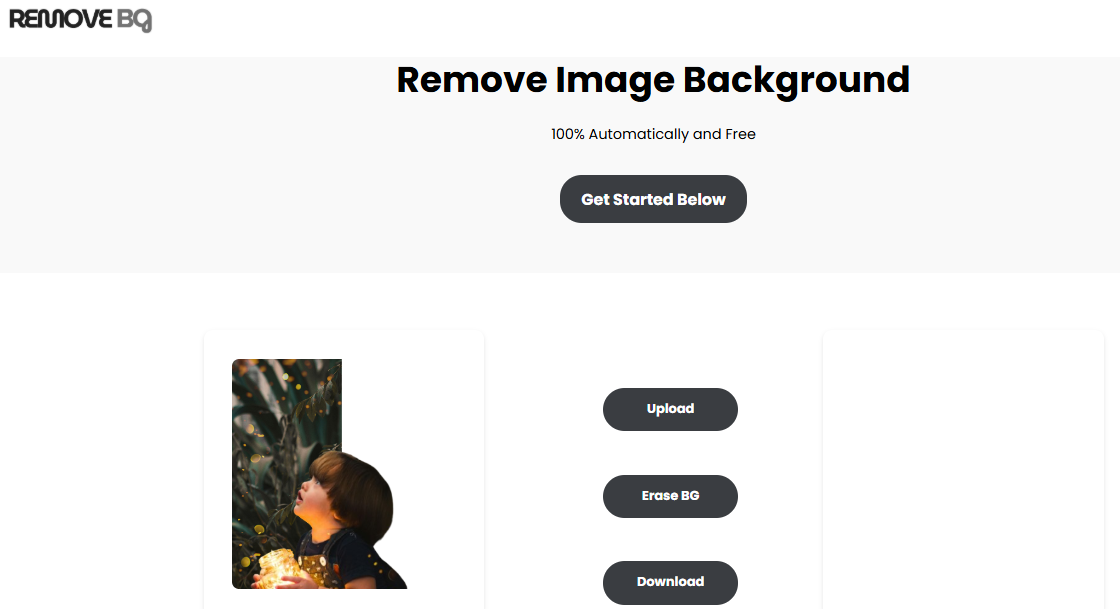 REMOVE BG
Remove Image Background
100% Automatically and Free
Get Started Below
Upload
Erase BG
Download